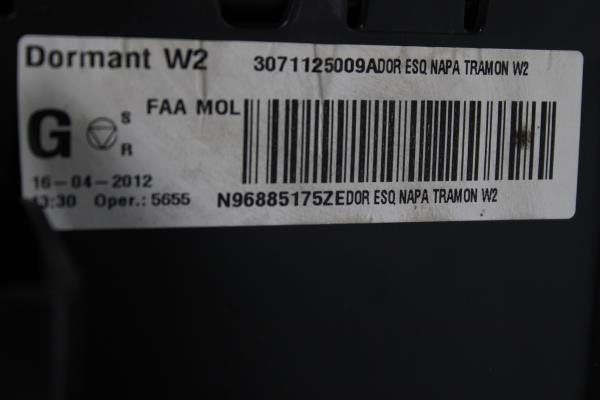 Dormant W2
3071125009ADOR ESQ NAPA TRAMON W2
FAA MOL
G
S
R
16-04-2012
13:30 Oper.: 5655
N96885175ZEDOR ESQ NAPA TRAMON W2